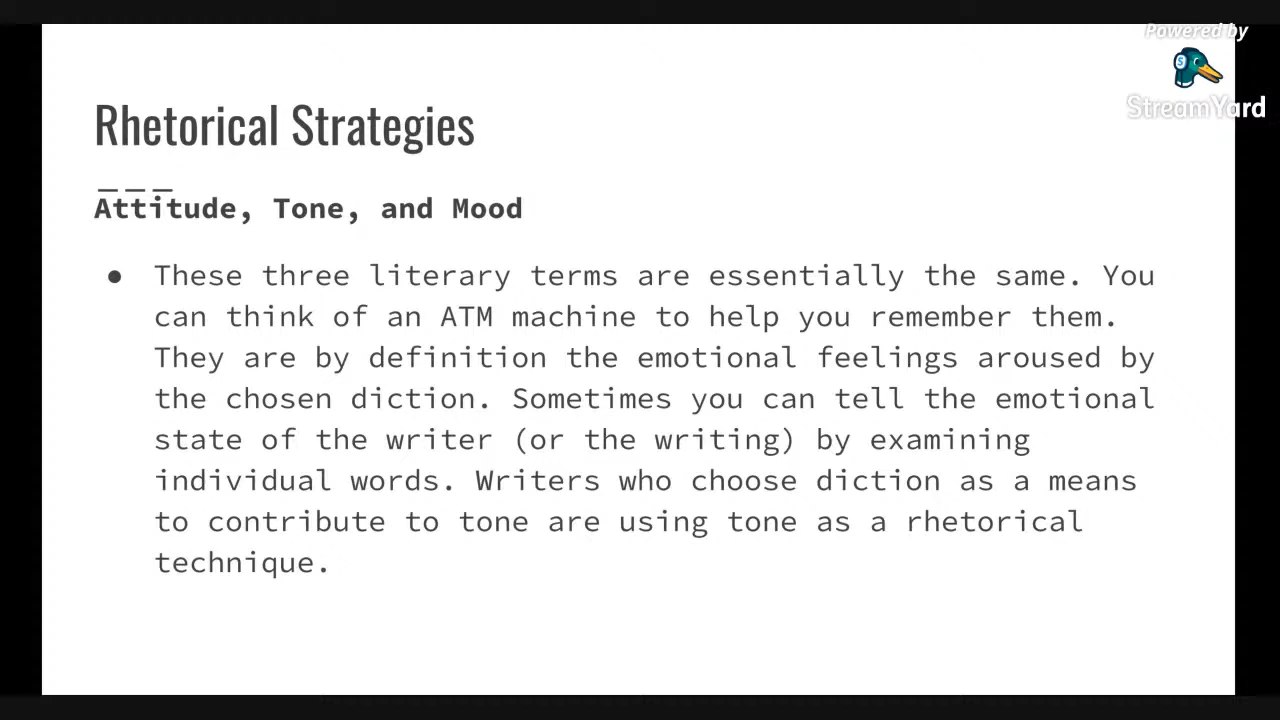 Powered by
StreamYard
Rhetorical Strategies
Attitude, Tone, and Mood
● These three literary terms are essentially the same. You
can think of an ATM machine to help you remember them.
They are by definition the emotional feelings aroused by
the chosen diction. Sometimes you can tell the emotional
state of the writer (or the writing) by examining
individual words. Writers who choose diction as a means
to contribute to tone are using tone as a rhetorical
technique.